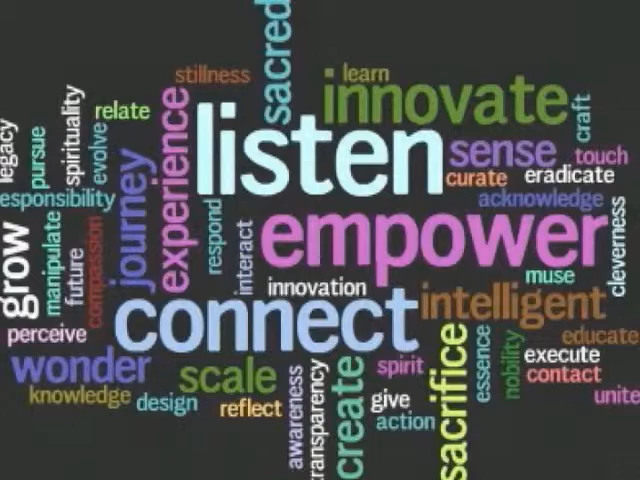 sacred
stillness
learn
innovate
legacy
pursue
spirituality
relate
evolve
experience
listen
sense
craft
touch
curate
eradicate
esponsibility
journey
respond
acknowledge
cleverness
grow
manipulate
future
compassion
interact
empower
muse
innovation
connect
intelligent
perceive
educate
wonder
scale
spirit
sacrifice
essence
nobility
execute
contact
knowledge
design
reflect
awareness
transparency
create
give
action
unite